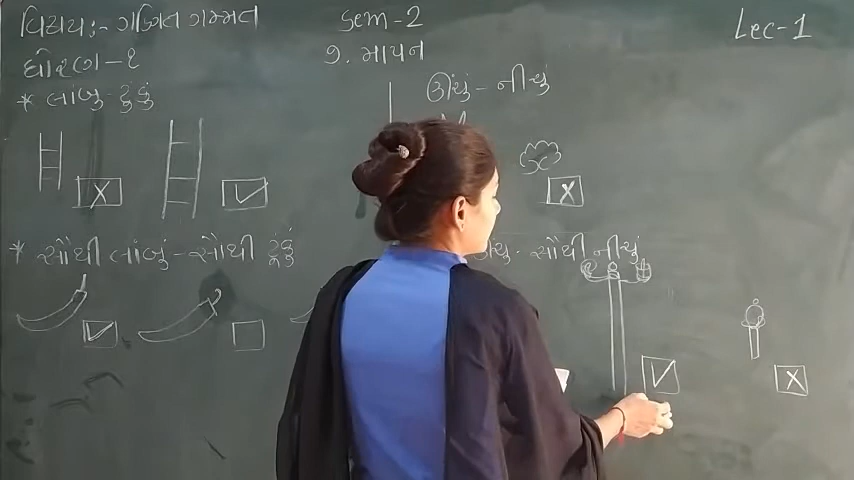 વિષય:- ગણિત ગમ્મત
Sem-2
Lec-1
ધોરણ-૧
૭. માપન
* લાંબુ-ટૂંકું
ઊંચું-નીચું
* સૌથી લાંબું-સૌથી ટૂંકું
સૌથી નીચું